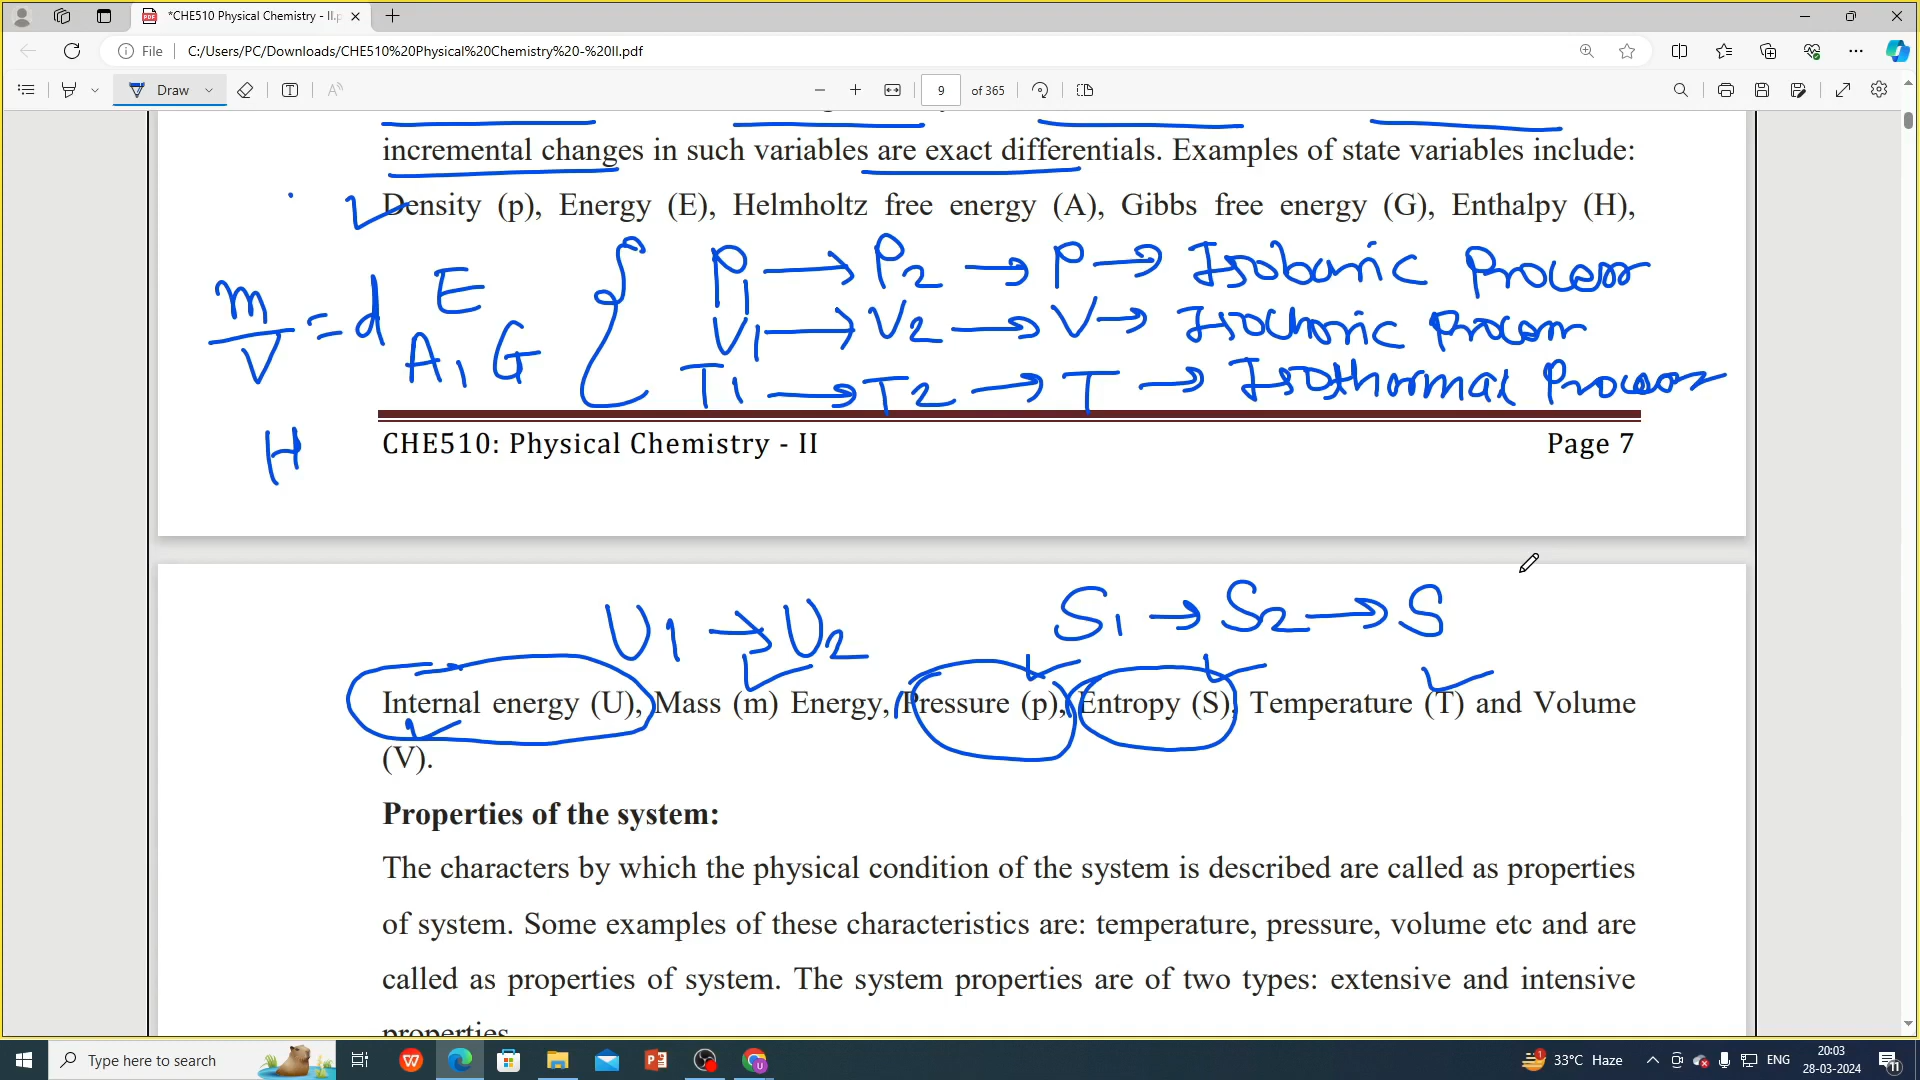 *CHE510 Physical Chemistry - II.p
File C:/Users/PC/Downloads/CHE510%20Physical%20Chemistry%20-%20II.pdf
Draw 9 of 365
incremental changes in such variables are exact differentials. Examples of state variables include:
Density (p), Energy (E), Helmholtz free energy (A), Gibbs free energy (G), Enthalpy (H),
P1 → P2 → P → Isobaric Process
m/V = d E
V1 → V2 → V → Isochoric Process
A, G
T1 → T2 → T → Isothermal Process
H
CHE510: Physical Chemistry - II Page 7
U1 → U2 S1 → S2 → S
Internal energy (U), Mass (m) Energy, Pressure (p), Entropy (S), Temperature (T) and Volume
(V).
Properties of the system:
The characters by which the physical condition of the system is described are called as properties
of system. Some examples of these characteristics are: temperature, pressure, volume etc and are
called as properties of system. The system properties are of two types: extensive and intensive
properties.
Type here to search 33°C Haze ENG 20:03
28-03-2024